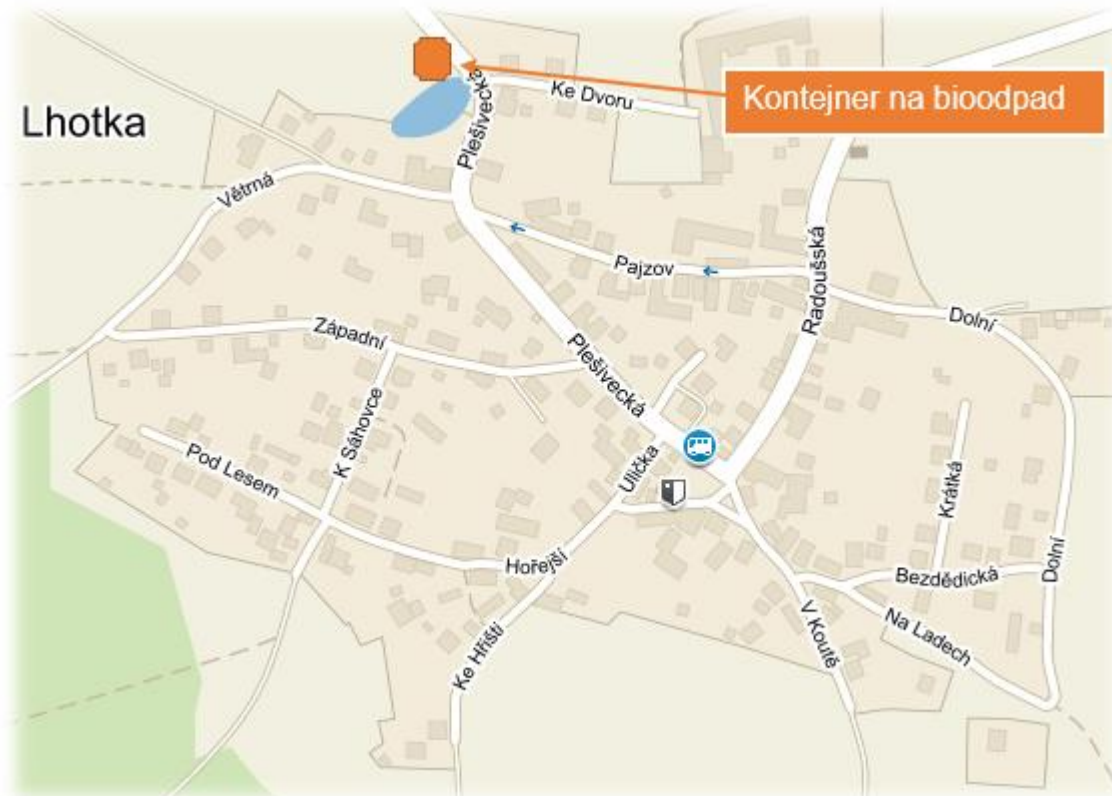 Kontejner na bioodpad
Lhotka
Plešivecká
Ke Dvoru
Plešivecká
Větrná
Pajzov
Radoušská
Dolní
Západní
Plešivecká
K Sáhovce
Pod Lesem
Ulička
Krátká
Hořejší
Bezdědická
Dolní
Na Ladech
V Koutě
Ke Hřišti